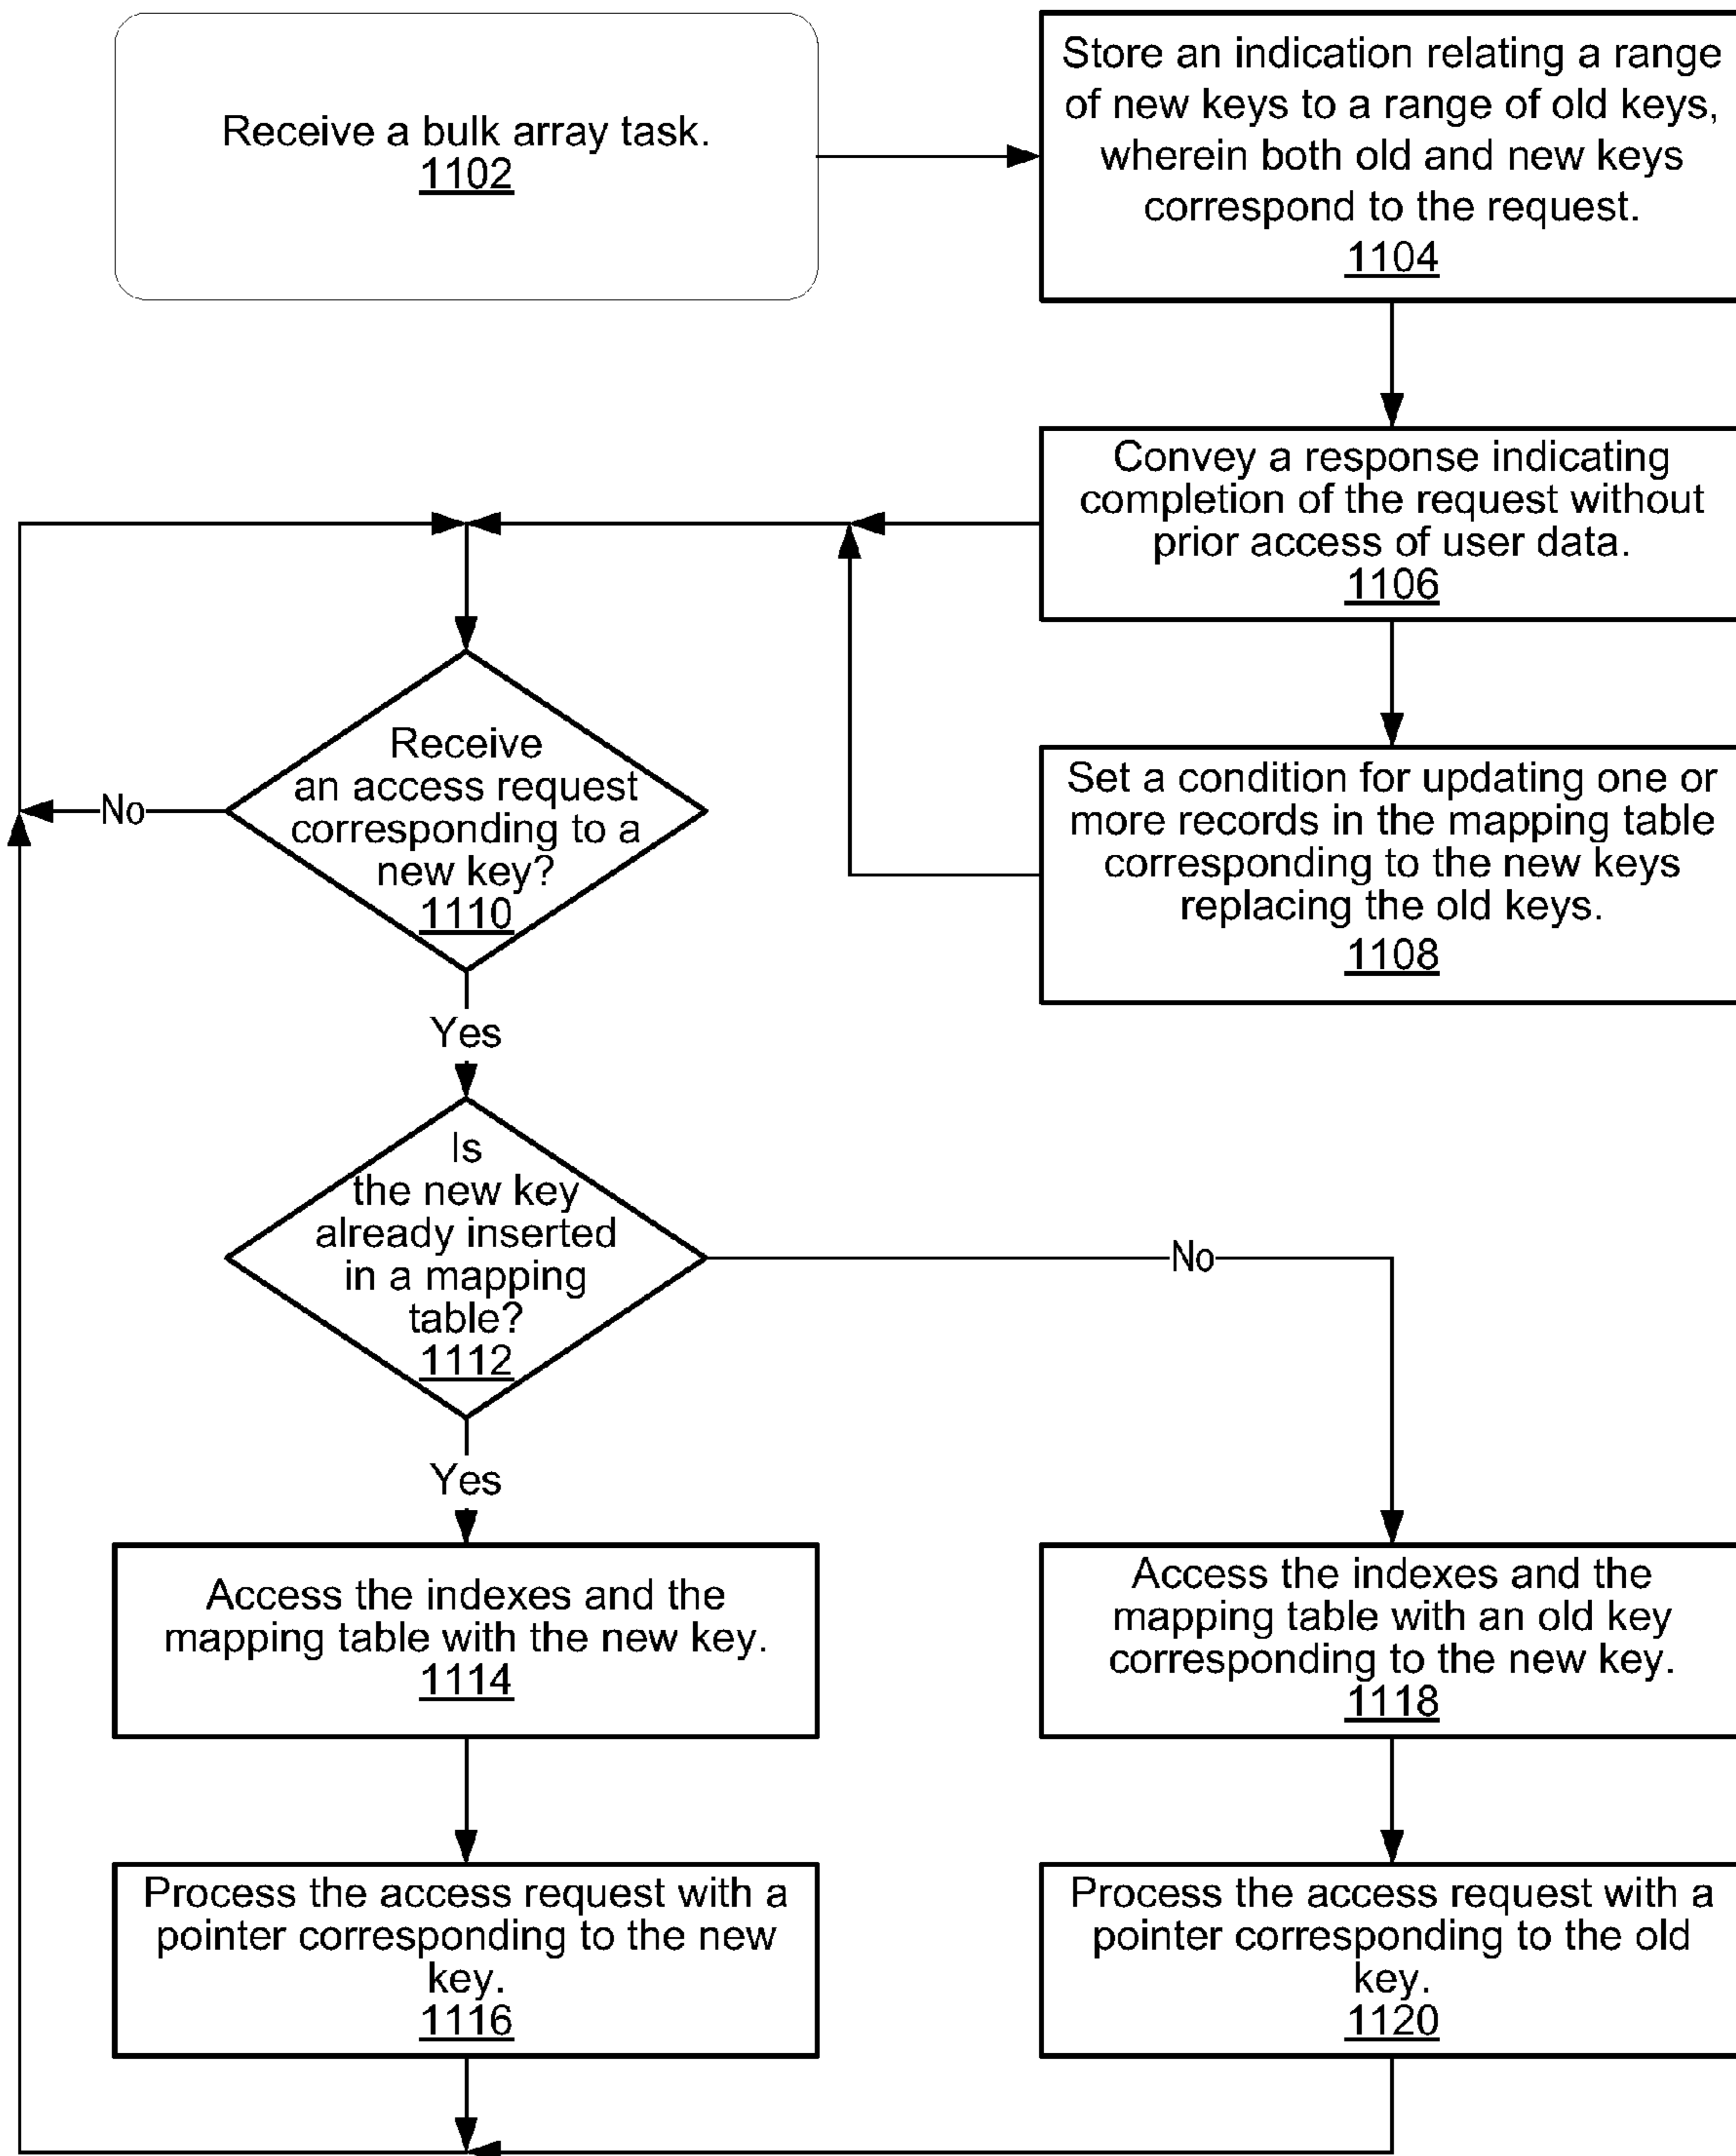 Receive a bulk array task.
1102
Store an indication relating a range
of new keys to a range of old keys,
wherein both old and new keys
correspond to the request.
1104
Convey a response indicating
completion of the request without
prior access of user data.
1106
Set a condition for updating one or
more records in the mapping table
corresponding to the new keys
replacing the old keys.
1108
Receive
an access request
corresponding to a
new key?
1110
No
Yes
Is
the new key
already inserted
in a mapping
table?
1112
No
Yes
Access the indexes and the
mapping table with the new key.
1114
Access the indexes and the
mapping table with an old key
corresponding to the new key.
1118
Process the access request with a
pointer corresponding to the new
key.
1116
Process the access request with a
pointer corresponding to the old
key.
1120